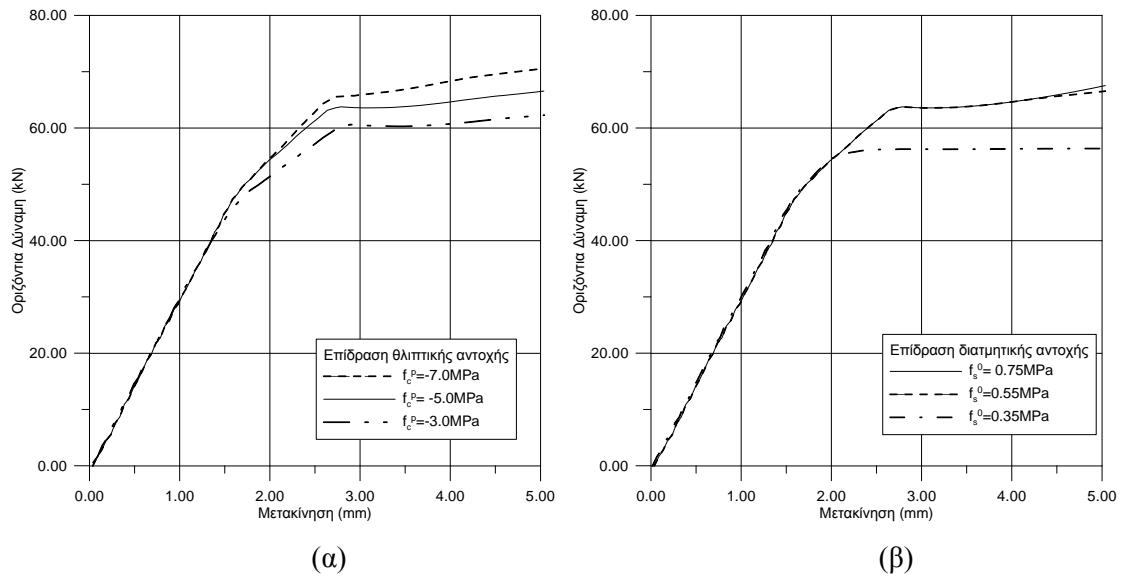 80.00
60.00
40.00
20.00
0.00
Οριζόντια Δύναμη (kN)
Επίδραση θλιπτικής αντοχής
f_c^p=-7.0MPa
f_c^p= -5.0MPa
f_c^p=-3.0MPa
0.00 1.00 2.00 3.00 4.00 5.00
Μετακίνηση (mm)
(α)
80.00
60.00
40.00
20.00
0.00
Οριζόντια Δύναμη (kN)
Επίδραση διατμητικής αντοχής
f_s^0= 0.75MPa
f_s^0=0.55MPa
f_s^0=0.35MPa
0.00 1.00 2.00 3.00 4.00 5.00
Μετακίνηση (mm)
(β)